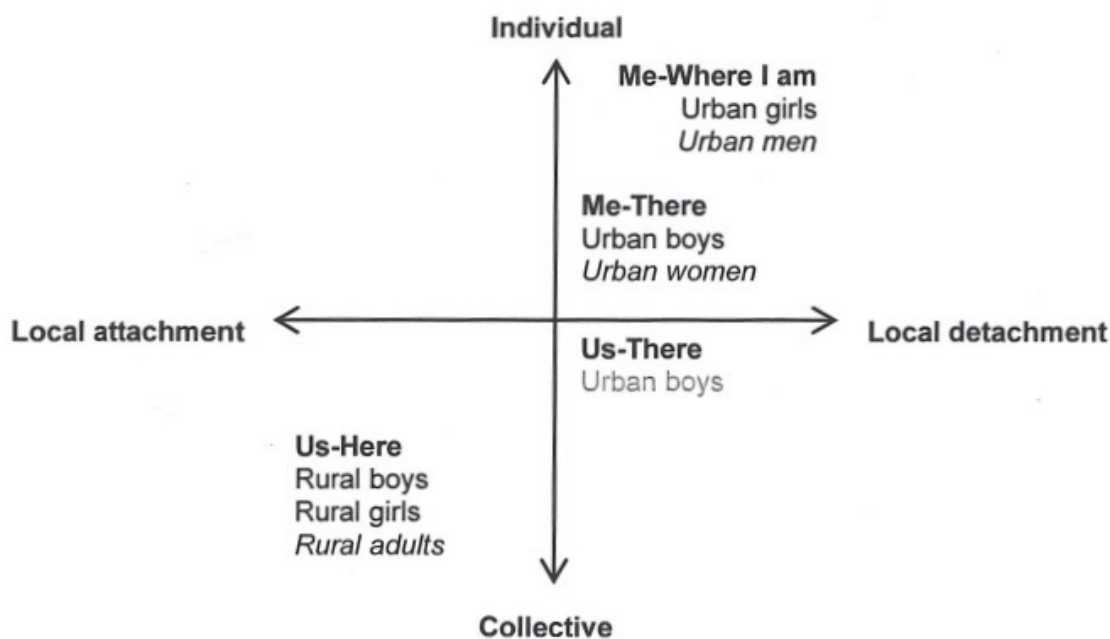 Individual
Me-Where I am
Urban girls
Urban men
Me-There
Urban boys
Urban women
Local attachment
Local detachment
Us-There
Urban boys
Us-Here
Rural boys
Rural girls
Rural adults
Collective